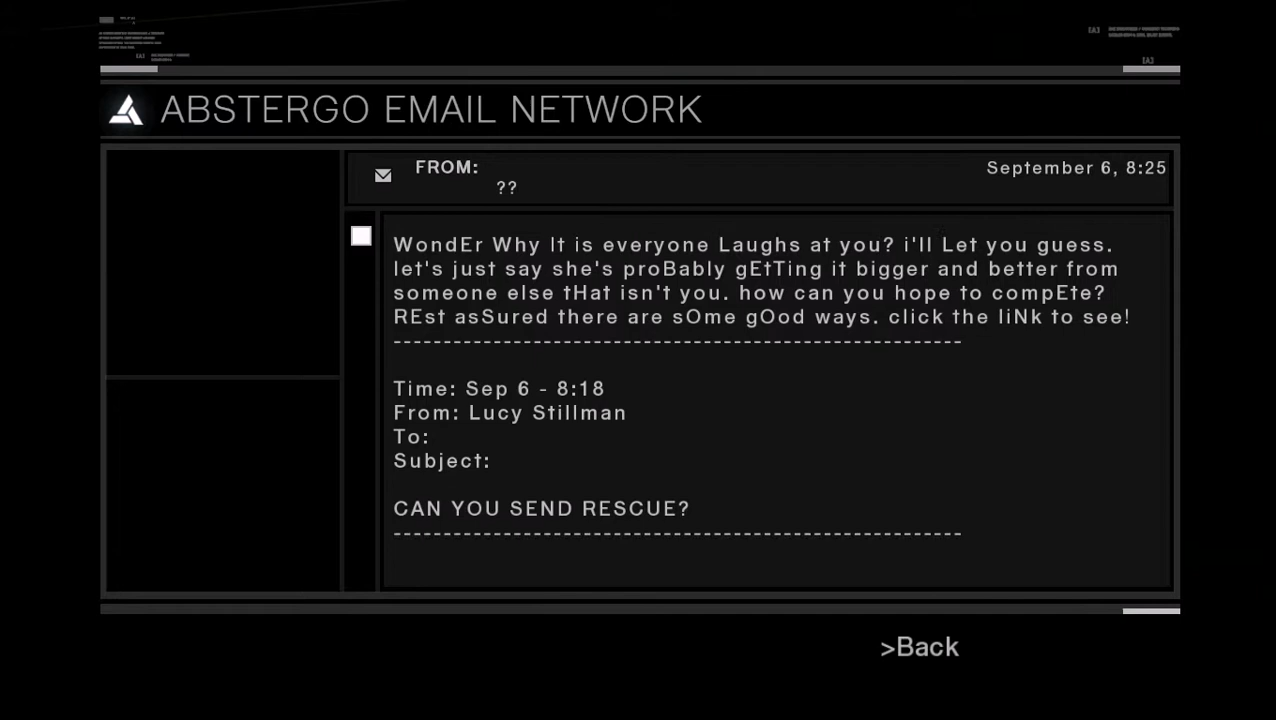 ABSTERGO EMAIL NETWORK
FROM:
September 6, 8:25
??
WondEr Why It is everyone Laughs at you? i'll Let you guess.
let's just say she's proBably gEtTing it bigger and better from
someone else tHat isn't you. how can you hope to compEte?
REst asSured there are sOme gOod ways. click the liNk to see!
---------------------------------------------------------
Time: Sep 6 - 8:18
From: Lucy Stillman
To:
Subject:
CAN YOU SEND RESCUE?
---------------------------------------------------------
>Back